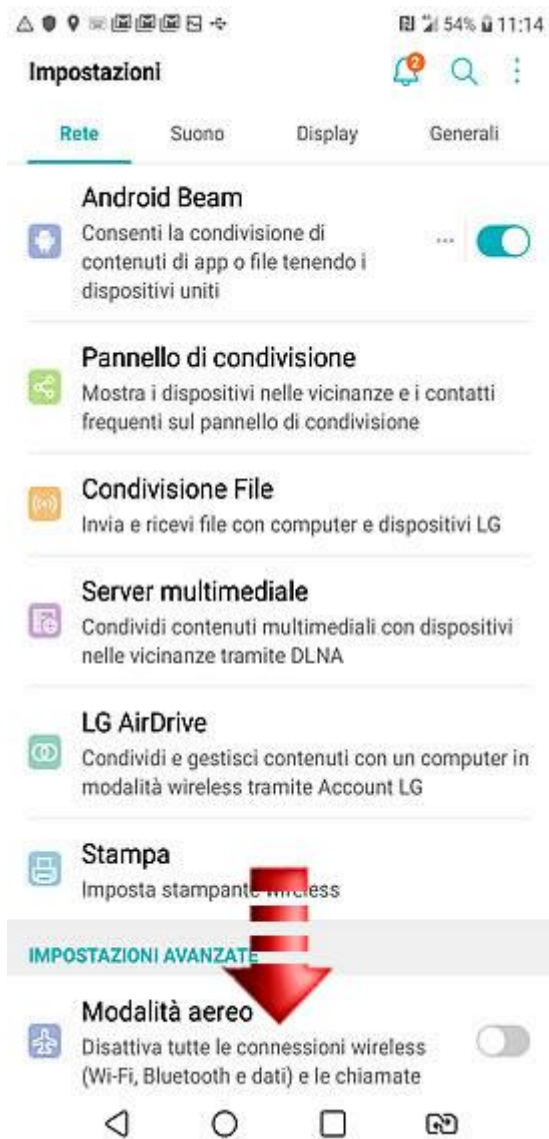 54% 11:14
Impostazioni
2
Rete Suono Display Generali
Android Beam
Consenti la condivisione di
contenuti di app o file tenendo i
dispositivi uniti
Pannello di condivisione
Mostra i dispositivi nelle vicinanze e i contatti
frequenti sul pannello di condivisione
Condivisione File
Invia e ricevi file con computer e dispositivi LG
Server multimediale
Condividi contenuti multimediali con dispositivi
nelle vicinanze tramite DLNA
LG AirDrive
Condividi e gestisci contenuti con un computer in
modalità wireless tramite Account LG
Stampa
Imposta stampante wireless
IMPOSTAZIONI AVANZATE
Modalità aereo
Disattiva tutte le connessioni wireless
(Wi-Fi, Bluetooth e dati) e le chiamate